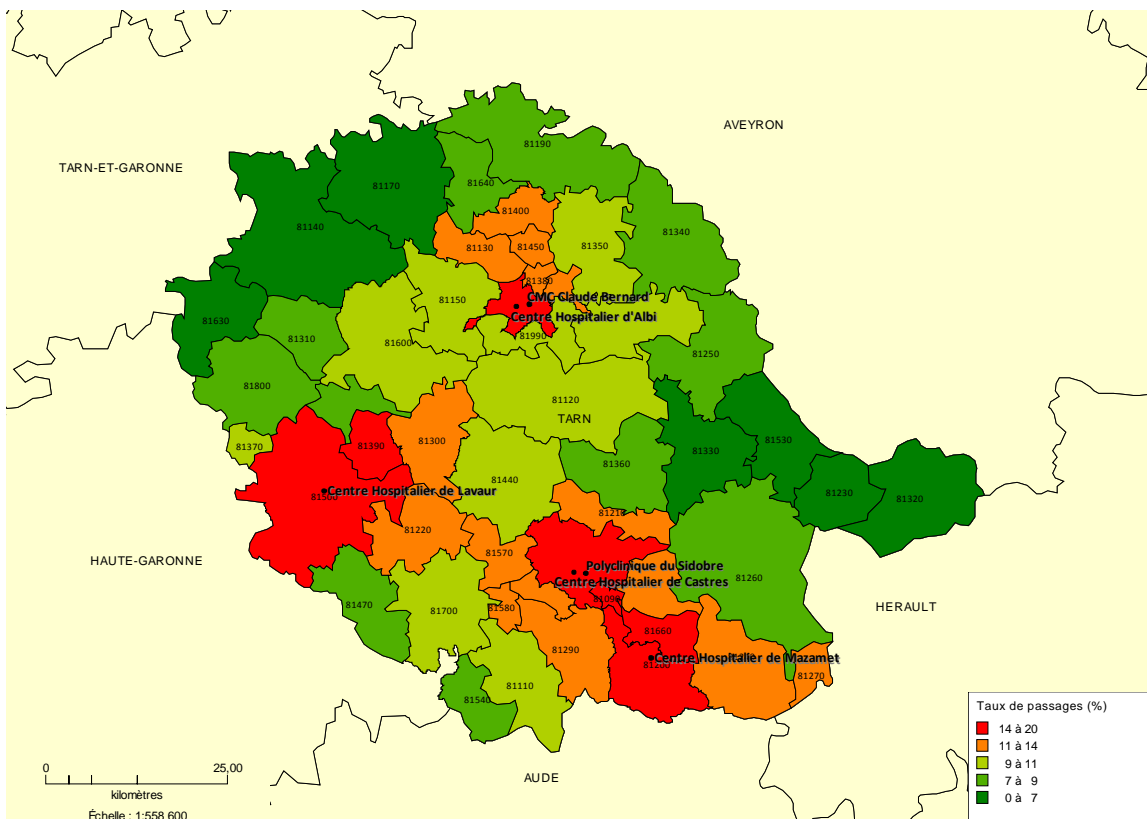 AVEYRON
TARN-ET-GARONNE
81190
81170
81640
81400
81140
81340
81130
81450
81350
81380
CMC Claude Bernard
81150
Centre Hospitalier d'Albi
81630
81310
81600
81990
81250
81800
81120
TARN
81370
81390
81300
81530
81330
81360
81440
81230
81320
Centre Hospitalier de Lavaur
81500
81210
81220
81570
HAUTE-GARONNE
Polyclinique du Sidobre
81260
Centre Hospitalier de Castres
81090
81470
81580
HERAULT
81700
81660
81290
Centre Hospitalier de Mazamet
81200
81270
81110
81540
AUDE
0
25,00
kilomètres
Échelle : 1:558 600
Taux de passages (%)
14 à 20
11 à 14
9 à 11
7 à 9
0 à 7